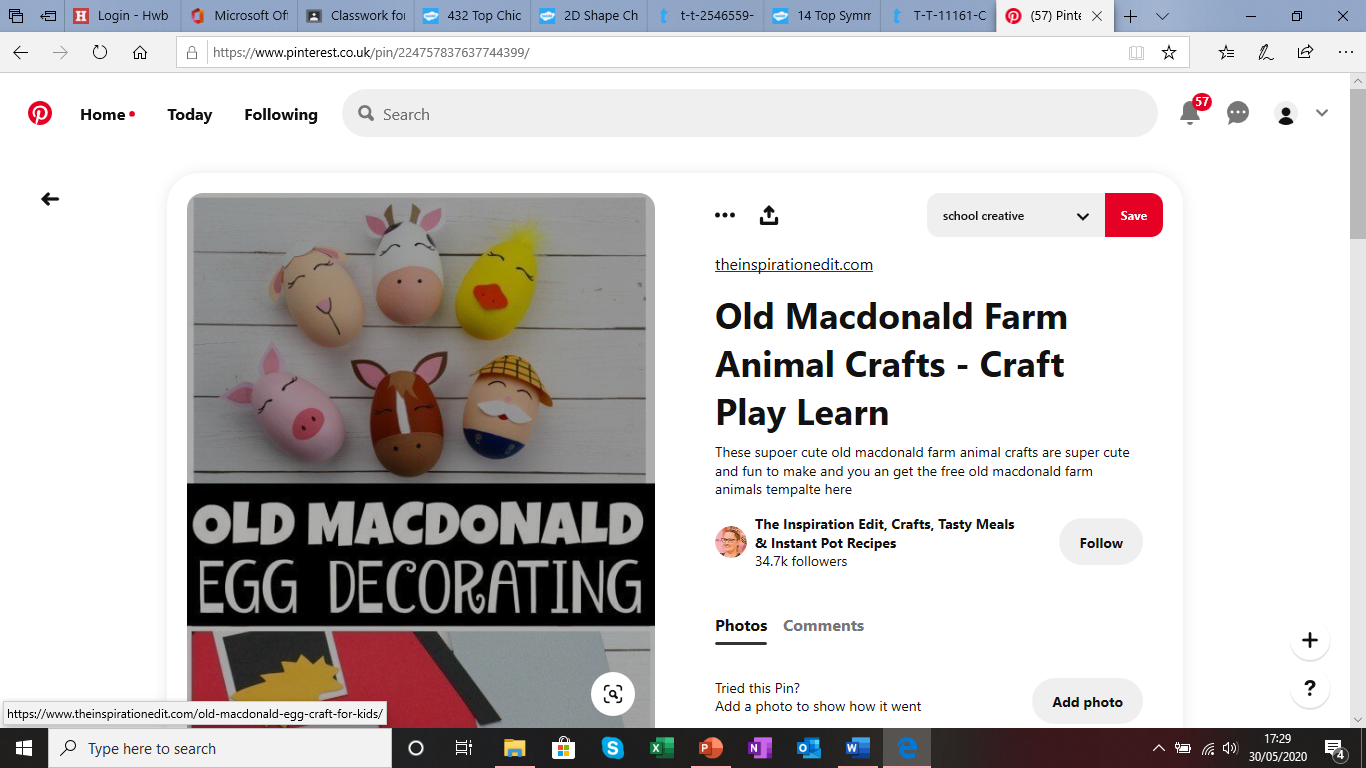 Login - Hwb
Microsoft Off
Classwork for
432 Top Chic
2D Shape Ch
t-t-2546559-
14 Top Symm
T-T-11161-C
(57) Pinte
https://www.pinterest.co.uk/pin/224757837637744399/
Home
Today
Following
Search
57
school creative
Save
theinspirationedit.com
Old Macdonald Farm
Animal Crafts - Craft
Play Learn
These supoer cute old macdonald farm animal crafts are super cute
and fun to make and you an get the free old macdonald farm
animals tempalte here
The Inspiration Edit, Crafts, Tasty Meals
& Instant Pot Recipes
34.7k followers
Follow
Photos
Comments
Tried this Pin?
Add a photo to show how it went
Add photo
OLD MACDONALD
EGG DECORATING
+
?
https://www.theinspirationedit.com/old-macdonald-egg-craft-for-kids/
Type here to search
17:29
30/05/2020
4